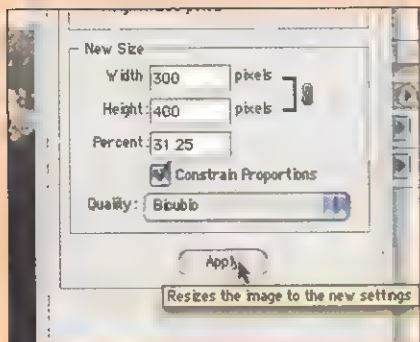 New Size
Width 300 pixels
Height: 400 pixels
Percent: 31.25
Constrain Proportions
Quality: Bicubic
Apply
Resizes the image to the new settings